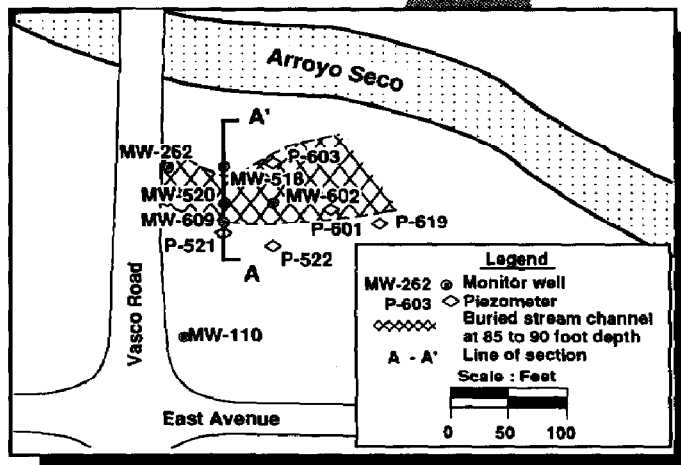 Arroyo Seco
A'
MW-262
P-603
MW-518
MW-520
MW-602
MW-609
P-601
P-619
P-521
P-522
A
Vasco Road
MW-110
East Avenue
Legend
MW-262 Monitor well
P-603 Piezometer
Buried stream channel
at 85 to 90 foot depth
A - A' Line of section
Scale : Feet
0 50 100